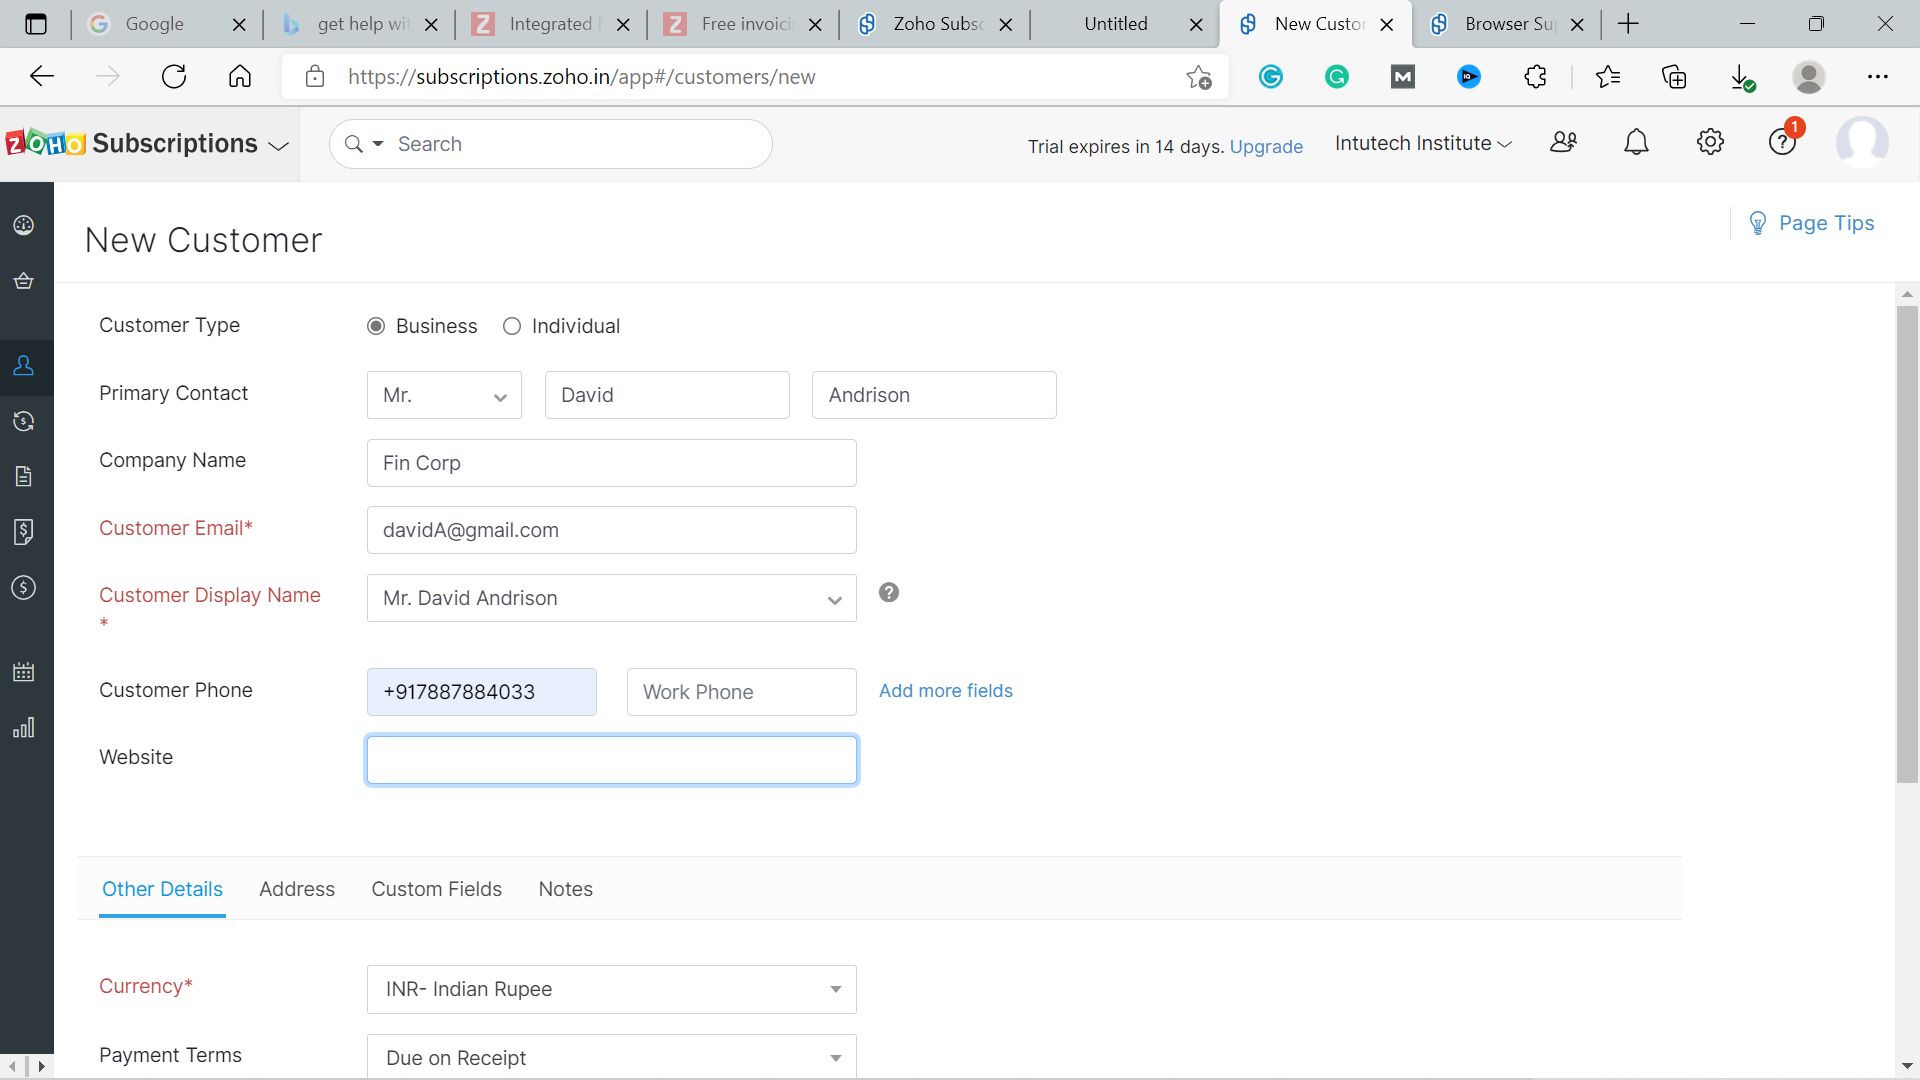 Google
get help wi
Integrated
Free invoici
Zoho Subsc
Untitled
New Custor
Browser Su
https://subscriptions.zoho.in/app#/customers/new
ZOHO Subscriptions
Search
Trial expires in 14 days. Upgrade
Intutech Institute
1
New Customer
Page Tips
Customer Type
Business
Individual
Primary Contact
Mr.
David
Andrison
Company Name
Fin Corp
Customer Email*
davidA@gmail.com
Customer Display Name
*
Mr. David Andrison
Customer Phone
+917887884033
Work Phone
Add more fields
Website
Other Details
Address
Custom Fields
Notes
Currency*
INR- Indian Rupee
Payment Terms
Due on Receipt